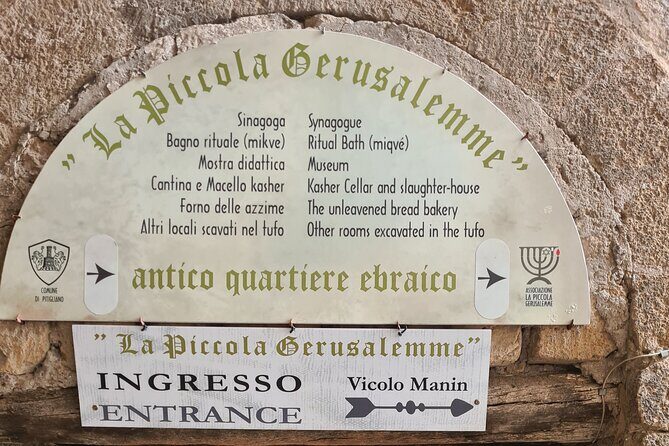 "La Piccola Gerusalemme"
Sinagoga Synagogue
Bagno rituale (mikve) Ritual Bath (miqvé)
Mostra didattica Museum
Cantina e Macello kasher Kasher Cellar and slaughter-house
Forno delle azzime The unleavened bread bakery
Altri locali scavati nel tufo Other rooms excavated in the tufo
COMUNE
DI PITIGLIANO
antico quartiere ebraico
ASSOCIAZIONE
LA PICCOLA
GERUSALEMME
"La Piccola Gerusalemme"
INGRESSO Vicolo Manin
ENTRANCE